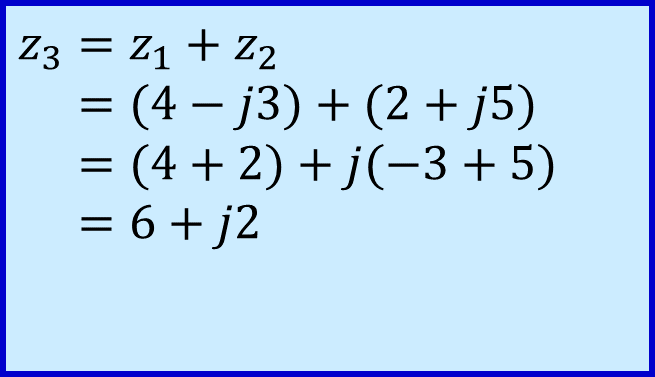 z₃ = z₁ + z₂
= (4 − j3) + (2 + j5)
= (4 + 2) + j(−3 + 5)
= 6 + j2